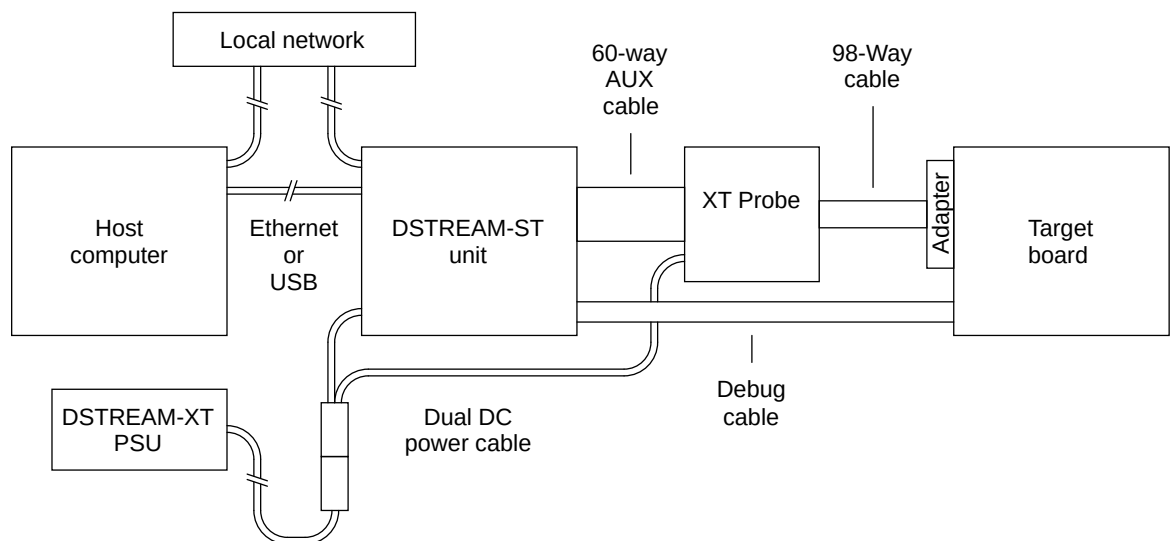 Local network
60-way
AUX
cable
98-Way
cable
Host
computer
Ethernet
or
USB
DSTREAM-ST
unit
XT Probe
Adapter
Target
board
DSTREAM-XT
PSU
Dual DC
power cable
Debug
cable